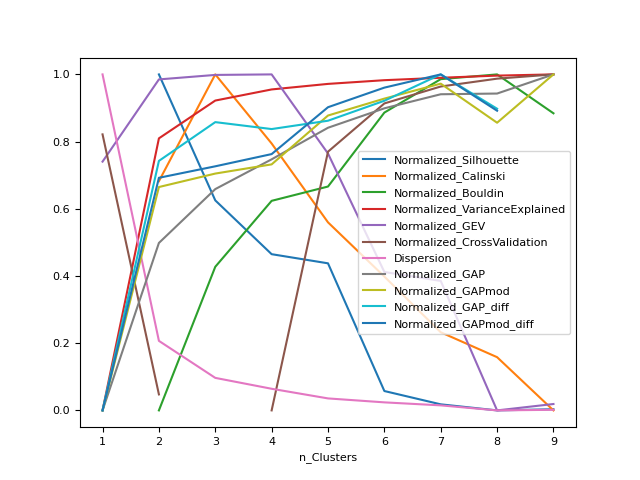 1.0
0.8
0.6
0.4
0.2
0.0
Normalized_Silhouette
Normalized_Calinski
Normalized_Bouldin
Normalized_VarianceExplained
Normalized_GEV
Normalized_CrossValidation
Dispersion
Normalized_GAP
Normalized_GAPmod
Normalized_GAP_diff
Normalized_GAPmod_diff
1 2 3 4 5 6 7 8 9
n_Clusters